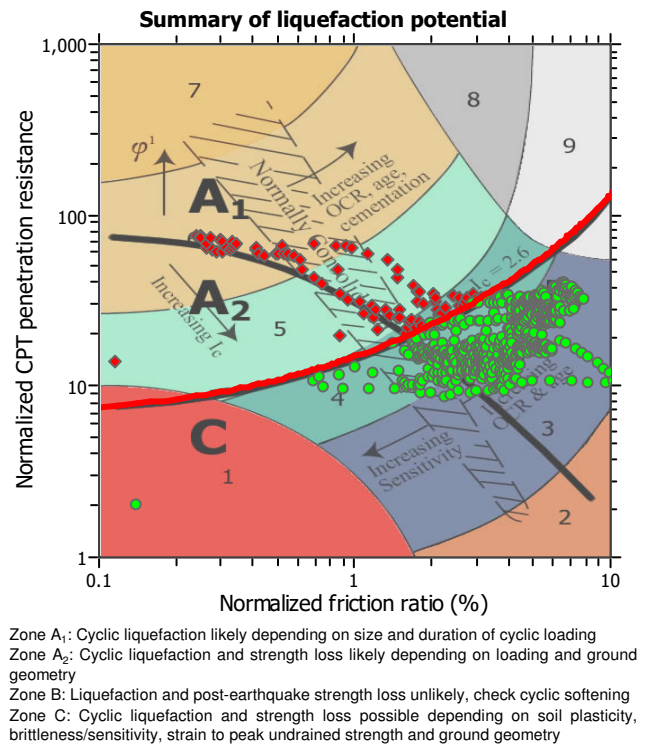 Summary of liquefaction potential
Normalized CPT penetration resistance
1,000
100
10
1
7
8
9
φ¹
Normally
Increasing
OCR, age,
cementation
A₁
A₂
Increasing Ic
Ic = 2.6
5
4
C
1
Increasing
Sensitivity
OCR & age
3
2
0.1
1
10
Normalized friction ratio (%)
Zone A₁: Cyclic liquefaction likely depending on size and duration of cyclic loading
Zone A₂: Cyclic liquefaction and strength loss likely depending on loading and ground
geometry
Zone B: Liquefaction and post-earthquake strength loss unlikely, check cyclic softening
Zone C: Cyclic liquefaction and strength loss possible depending on soil plasticity,
brittleness/sensitivity, strain to peak undrained strength and ground geometry